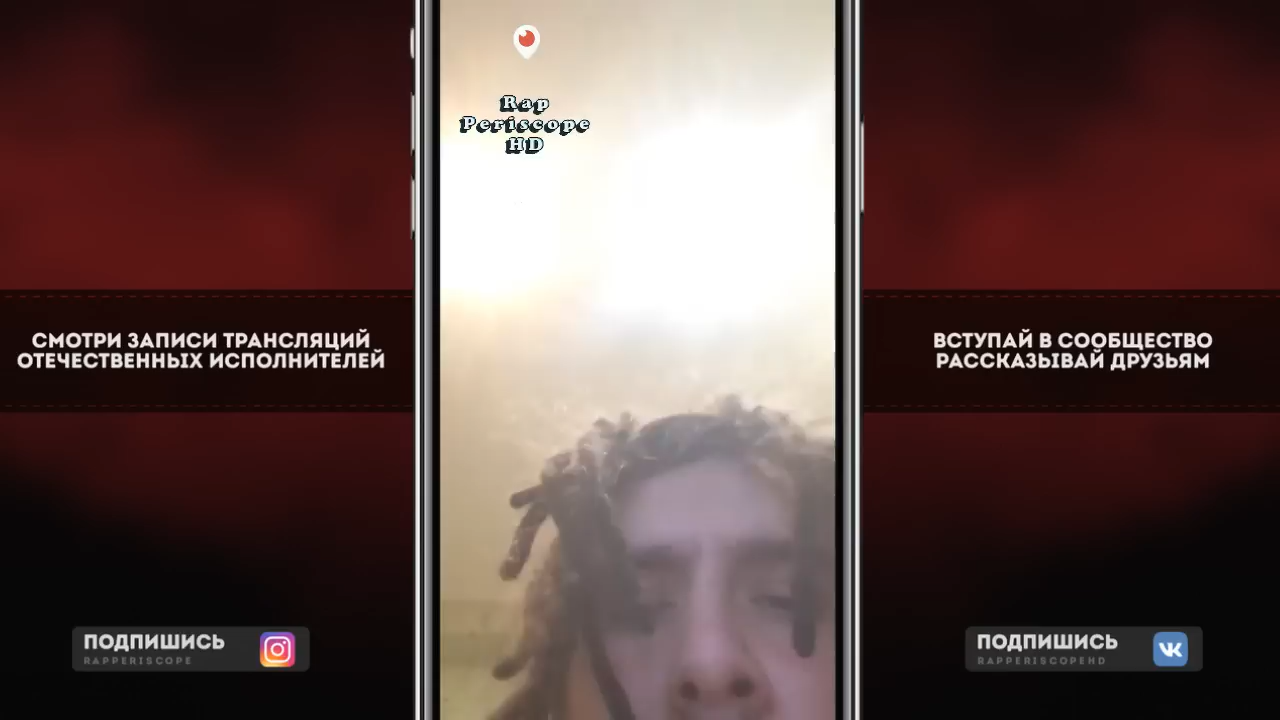 Rap
Periscope
HD
СМОТРИ ЗАПИСИ ТРАНСЛЯЦИЙ
ОТЕЧЕСТВЕННЫХ ИСПОЛНИТЕЛЕЙ
ВСТУПАЙ В СООБЩЕСТВО
РАССКАЗЫВАЙ ДРУЗЬЯМ
ПОДПИШИСЬ
RAPPERISCOPE
ПОДПИШИСЬ
RAPPERISCOPEHD